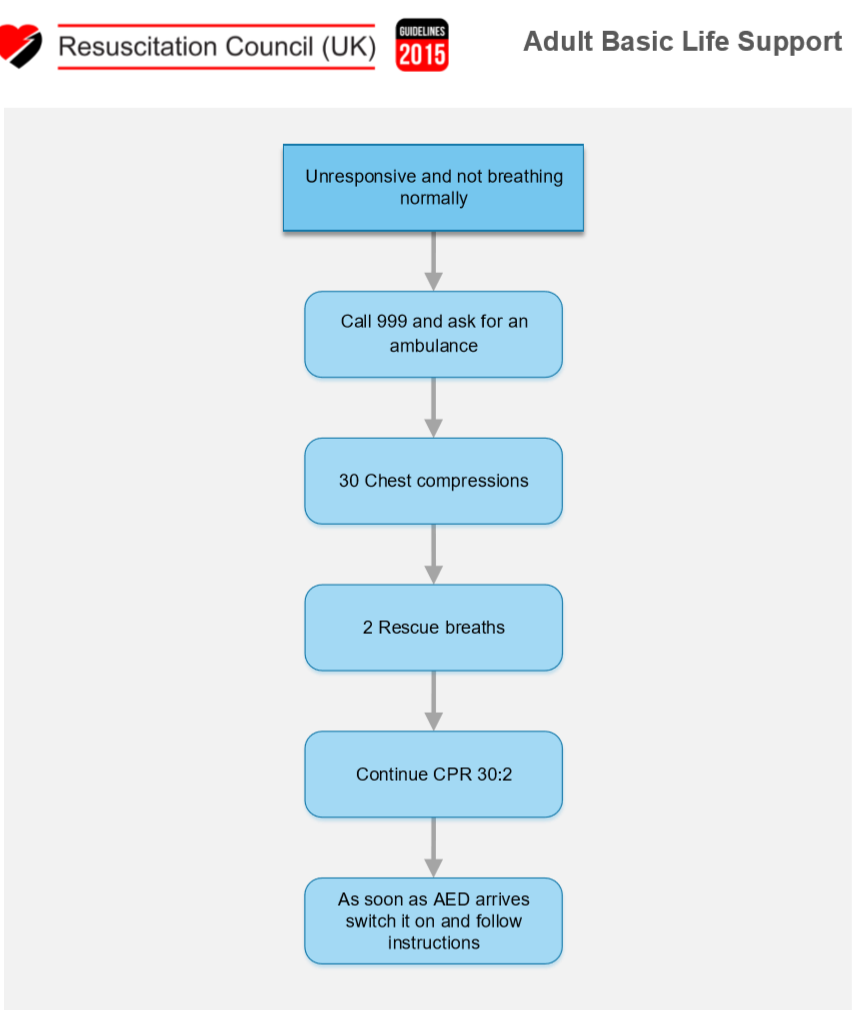 Resuscitation Council (UK)
GUIDELINES
2015
Adult Basic Life Support
Unresponsive and not breathing
normally
Call 999 and ask for an
ambulance
30 Chest compressions
2 Rescue breaths
Continue CPR 30:2
As soon as AED arrives
switch it on and follow
instructions